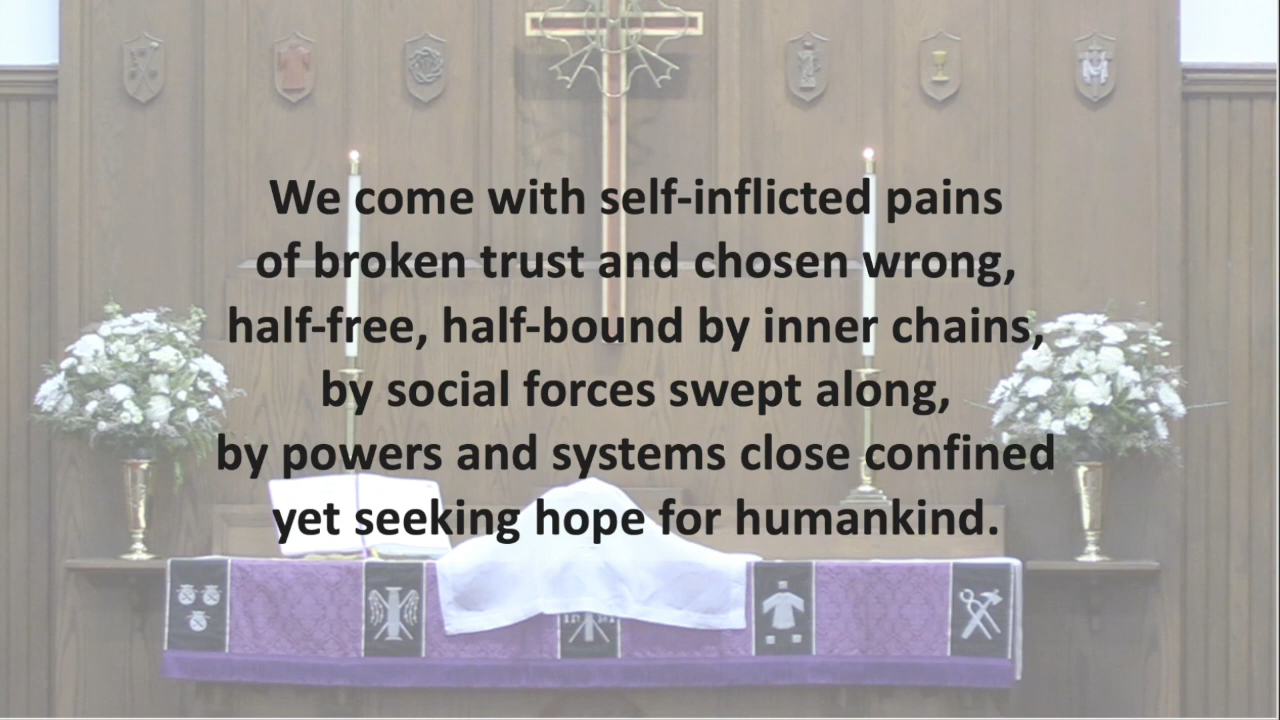 We come with self-inflicted pains
of broken trust and chosen wrong,
half-free, half-bound by inner chains,
by social forces swept along,
by powers and systems close confined
yet seeking hope for humankind.